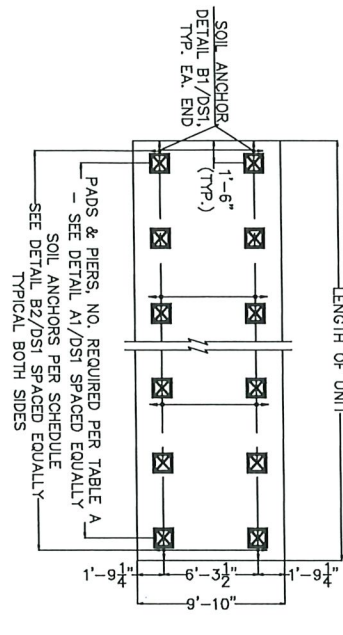 LENGTH OF UNIT
SOIL ANCHOR
DETAIL B1/DS1,
TYP. EA. END
1'-6"
(TYP.)
PADS & PIERS, NO. REQUIRED PER TABLE A
- SEE DETAIL A1/DS1 SPACED EQUALLY
SOIL ANCHORS PER SCHEDULE
SEE DETAIL B2/DS1 SPACED EQUALLY
TYPICAL BOTH SIDES
1'-9¼"
6'-3½"
1'-9¼"
9'-10"